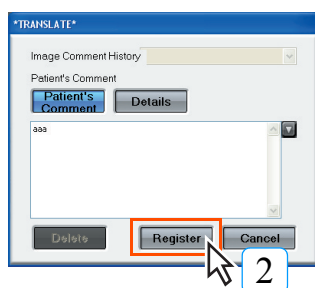 *TRANSLATE*
Image Comment History
Patient's Comment
Patient's Comment Details
aaa
Delete Register Cancel
2